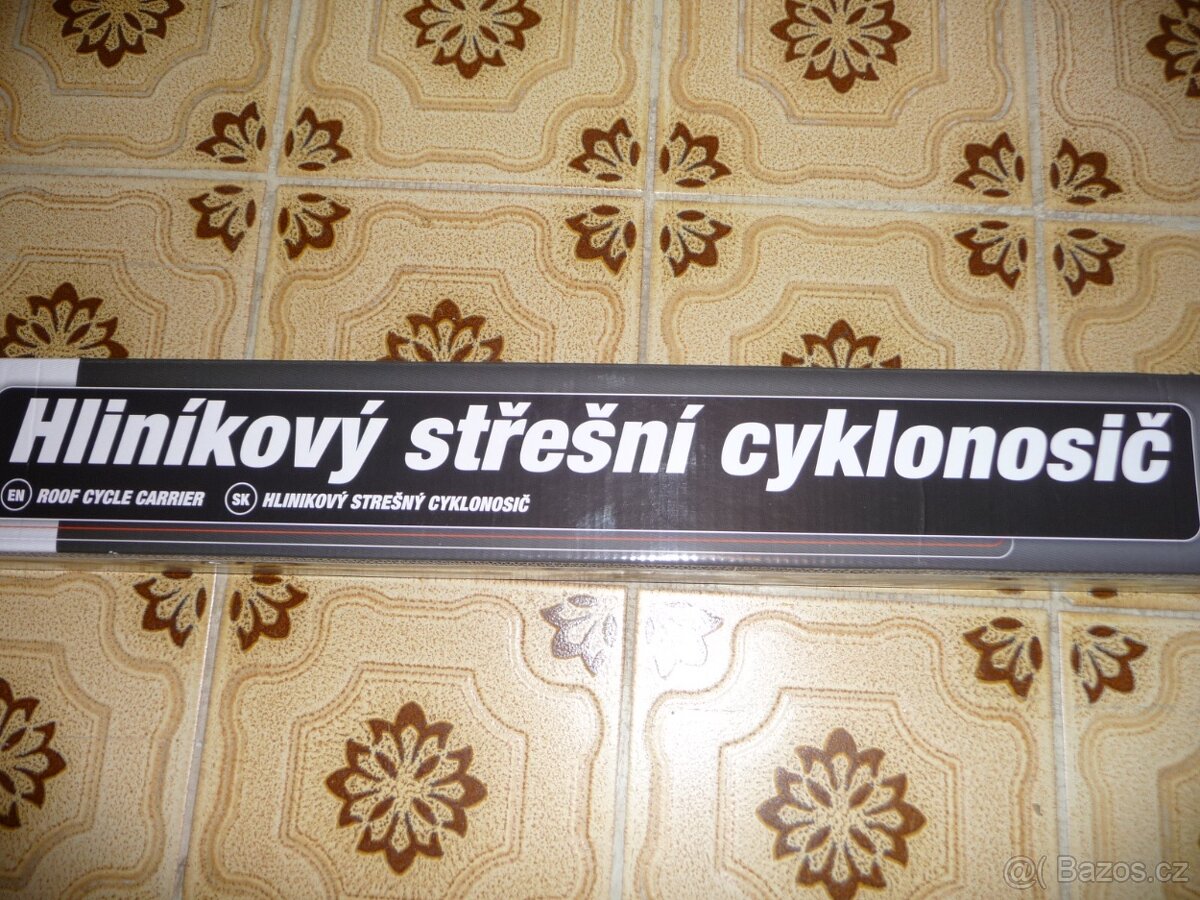 Hliníkový střešní cyklonosič
EN ROOF CYCLE CARRIER SK HLINIKOVÝ STREŠNÝ CYKLONOSIČ
@( Bazos.cz